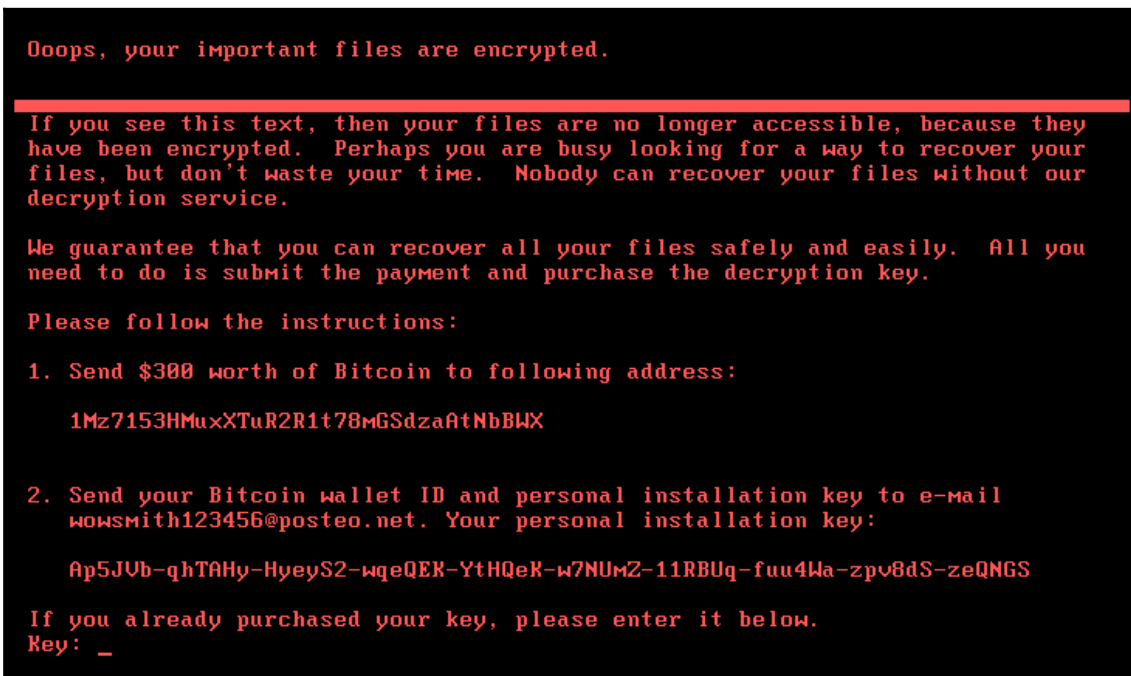 Ooops, your important files are encrypted.
If you see this text, then your files are no longer accessible, because they
have been encrypted. Perhaps you are busy looking for a way to recover your
files, but don't waste your time. Nobody can recover your files without our
decryption service.
We guarantee that you can recover all your files safely and easily. All you
need to do is submit the payment and purchase the decryption key.
Please follow the instructions:
1. Send $300 worth of Bitcoin to following address:
1Mz7153HMuxXTuR2R1t78mGSdzaAtNbBWX
2. Send your Bitcoin wallet ID and personal installation key to e-mail
wowsmith123456@posteo.net. Your personal installation key:
Ap5JVb-qhTAHy-HyeyS2-wqeQEK-YtHQeK-w7NUmZ-11RBUq-fuu4Wa-zpv8dS-zeQNGS
If you already purchased your key, please enter it below.
Key: _